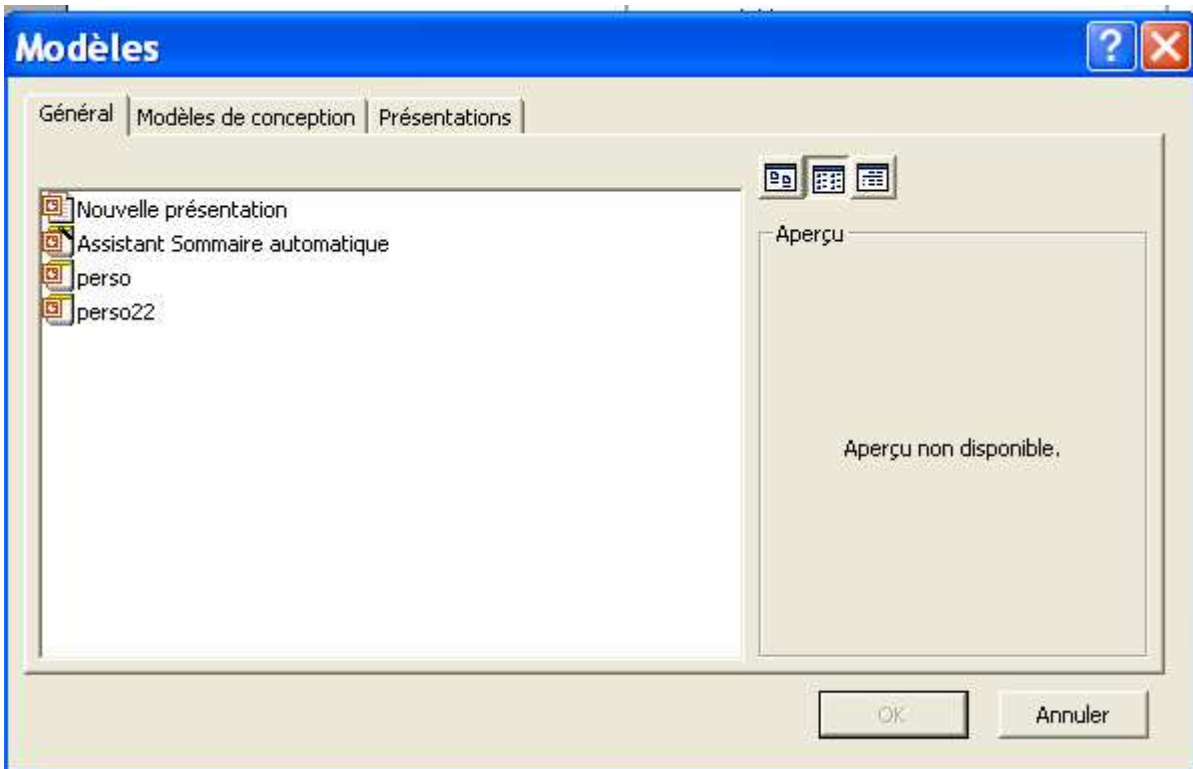 Modèles
Général
Modèles de conception
Présentations
Nouvelle présentation
Assistant Sommaire automatique
perso
perso22
Aperçu
Aperçu non disponible.
OK
Annuler